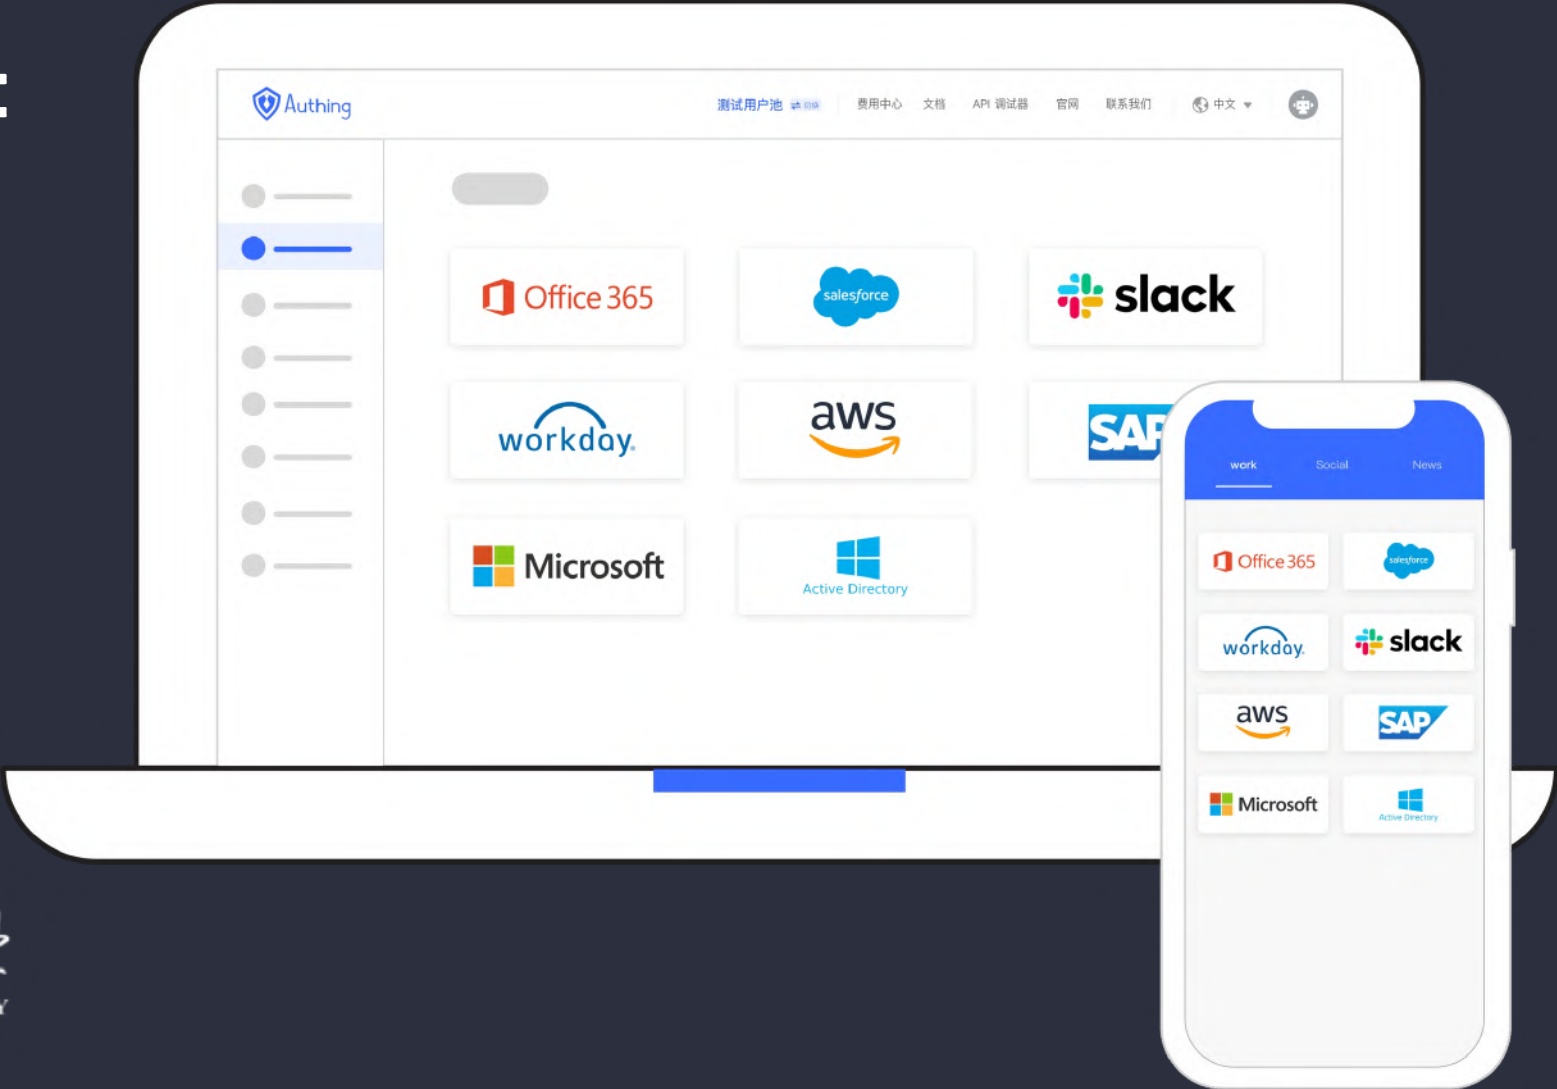 Authing
测试用户池 ⇌ 切换 费用中心 文档 API 调试器 官网 联系我们 中文
Office 365
salesforce
slack
workday.
aws
SAP
Microsoft
Active Directory
work Social News
Office 365
salesforce
workday.
slack
aws
SAP
Microsoft
Active Directory
Y